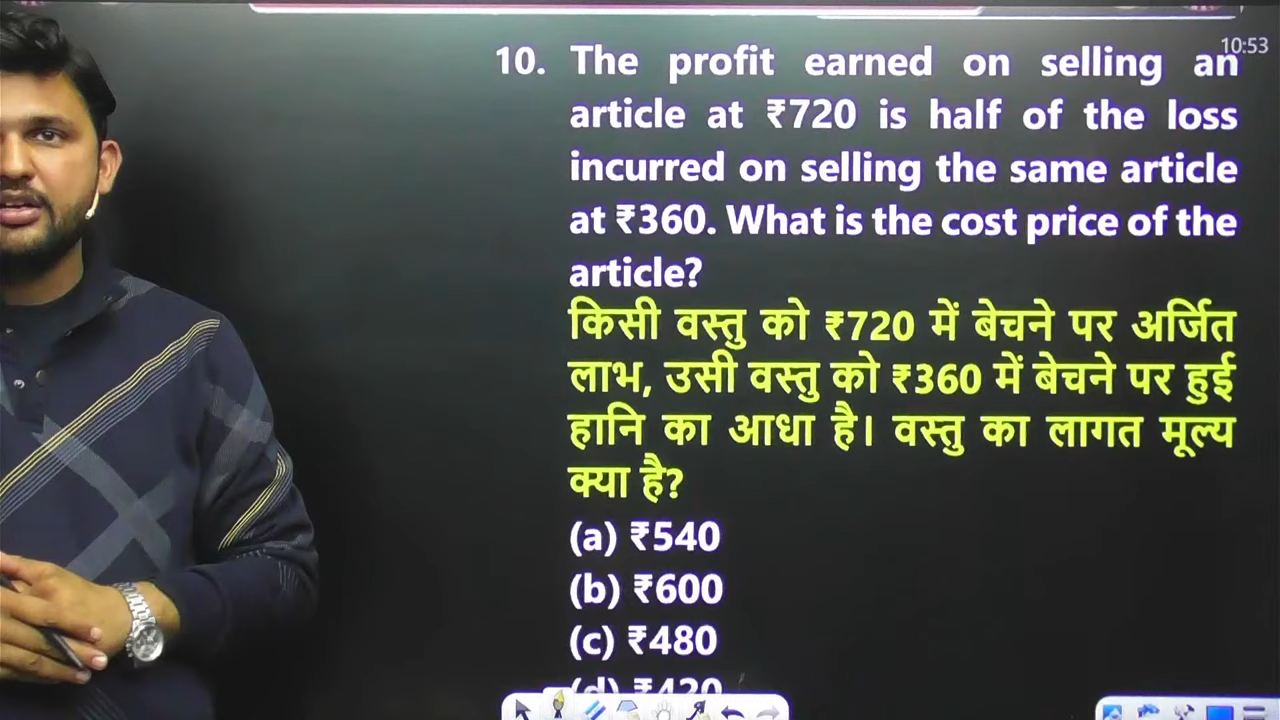 10:53
10. The profit earned on selling an
article at ₹720 is half of the loss
incurred on selling the same article
at ₹360. What is the cost price of the
article?
किसी वस्तु को ₹720 में बेचने पर अर्जित
लाभ, उसी वस्तु को ₹360 में बेचने पर हुई
हानि का आधा है। वस्तु का लागत मूल्य
क्या है?
(a) ₹540
(b) ₹600
(c) ₹480
(d) ₹420